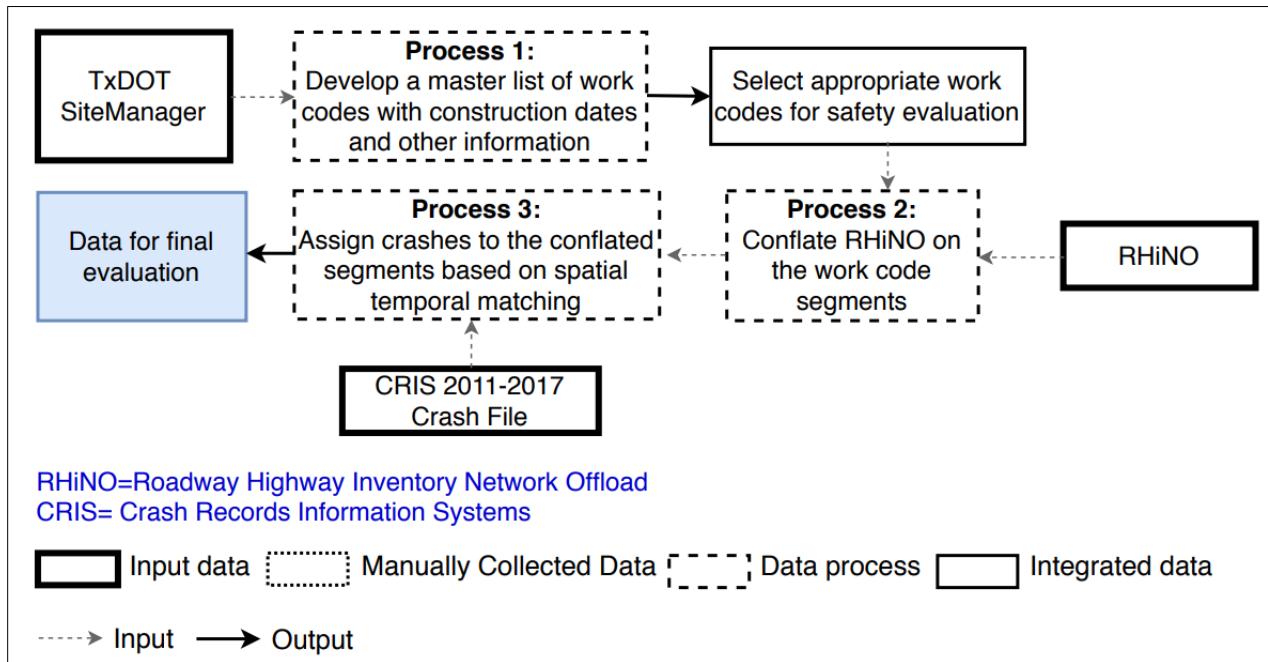 TxDOT
SiteManager
Process 1:
Develop a master list of work
codes with construction dates
and other information
Select appropriate work
codes for safety evaluation
Data for final
evaluation
Process 3:
Assign crashes to the conflated
segments based on spatial
temporal matching
Process 2:
Conflate RHiNO on
the work code
segments
RHiNO
CRIS 2011-2017
Crash File
RHiNO=Roadway Highway Inventory Network Offload
CRIS= Crash Records Information Systems
Input data
Manually Collected Data
Data process
Integrated data
Input
Output